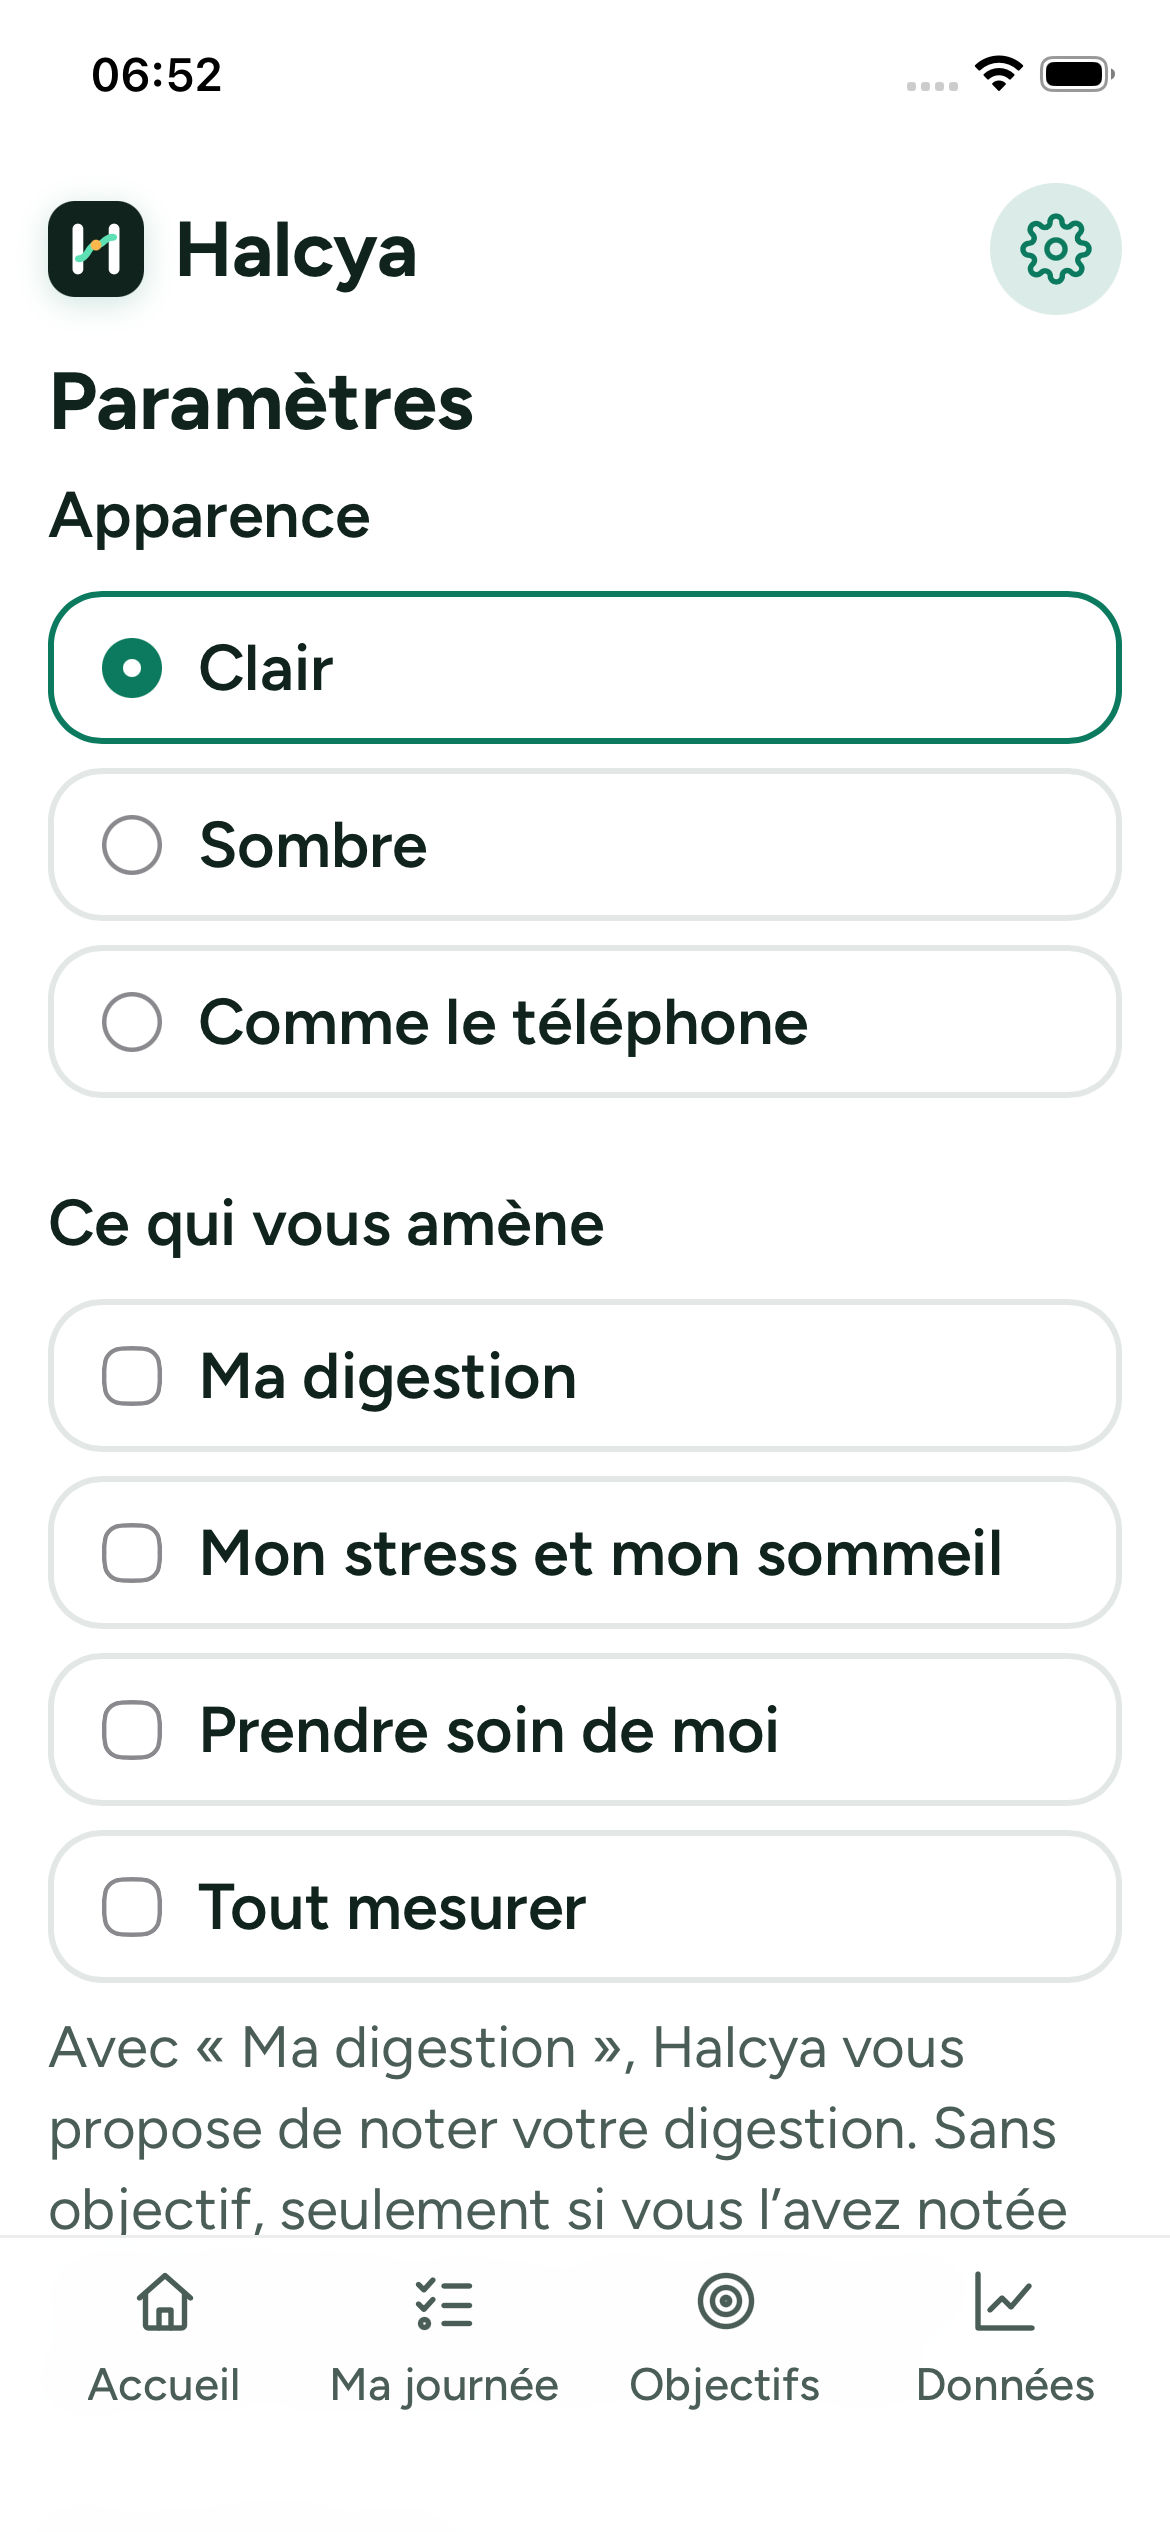 06:52
Halcya
Paramètres
Apparence
Clair
Sombre
Comme le téléphone
Ce qui vous amène
Ma digestion
Mon stress et mon sommeil
Prendre soin de moi
Tout mesurer
Avec « Ma digestion », Halcya vous
propose de noter votre digestion. Sans
objectif, seulement si vous l’avez notée
Accueil
Ma journée
Objectifs
Données